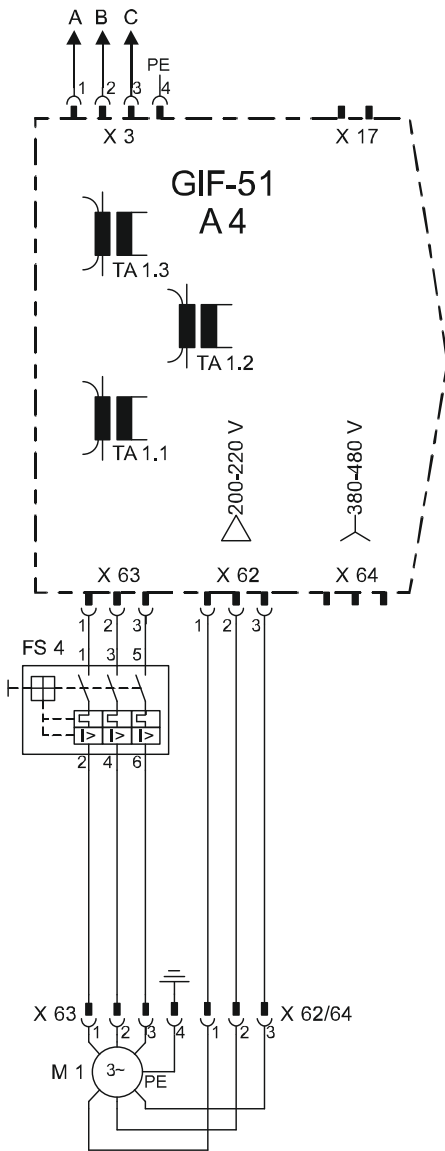 A B C
PE
1 2 3 4
X 3 X 17
GIF-51
A 4
TA 1.3
TA 1.2
TA 1.1
200-220 V
380-480 V
X 63 X 62 X 64
1 2 3 1 2 3
FS 4
1 3 5
I> I> I>
2 4 6
X 63 X 62/64
1 2 3 4 1 2 3
M 1 3~ PE